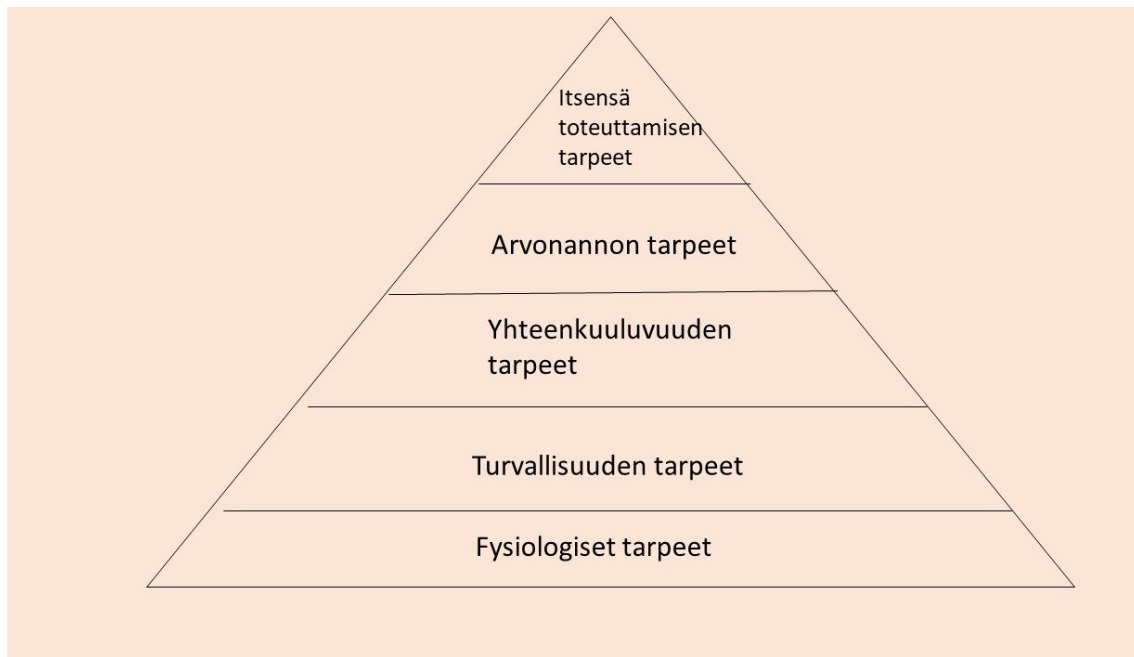 Itsensä
toteuttamisen
tarpeet
Arvonannon tarpeet
Yhteenkuuluvuuden
tarpeet
Turvallisuuden tarpeet
Fysiologiset tarpeet